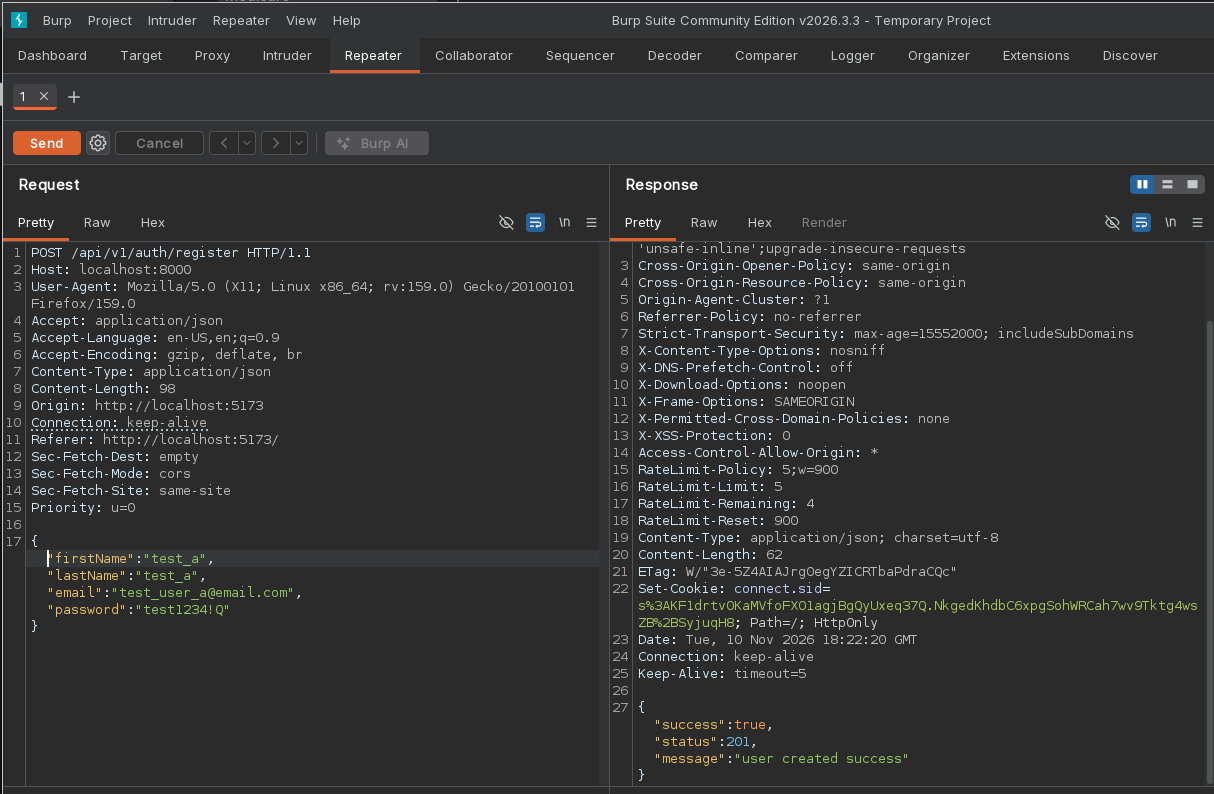 Burp Project Intruder Repeater View Help Burp Suite Community Edition v2026.3.3 - Temporary Project
Dashboard Target Proxy Intruder Repeater Collaborator Sequencer Decoder Comparer Logger Organizer Extensions Discover
1 × +
Send Cancel Burp AI
Request
Pretty Raw Hex \n
1 POST /api/v1/auth/register HTTP/1.1
2 Host: localhost:8000
3 User-Agent: Mozilla/5.0 (X11; Linux x86_64; rv:159.0) Gecko/20100101
Firefox/159.0
4 Accept: application/json
5 Accept-Language: en-US,en;q=0.9
6 Accept-Encoding: gzip, deflate, br
7 Content-Type: application/json
8 Content-Length: 98
9 Origin: http://localhost:5173
10 Connection: keep-alive
11 Referer: http://localhost:5173/
12 Sec-Fetch-Dest: empty
13 Sec-Fetch-Mode: cors
14 Sec-Fetch-Site: same-site
15 Priority: u=0
16
17 {
"firstName":"test_a",
"lastName":"test_a",
"email":"test_user_a@email.com",
"password":"test1234!Q"
}
Response
Pretty Raw Hex Render \n
'unsafe-inline';upgrade-insecure-requests
3 Cross-Origin-Opener-Policy: same-origin
4 Cross-Origin-Resource-Policy: same-origin
5 Origin-Agent-Cluster: ?1
6 Referrer-Policy: no-referrer
7 Strict-Transport-Security: max-age=15552000; includeSubDomains
8 X-Content-Type-Options: nosniff
9 X-DNS-Prefetch-Control: off
10 X-Download-Options: noopen
11 X-Frame-Options: SAMEORIGIN
12 X-Permitted-Cross-Domain-Policies: none
13 X-XSS-Protection: 0
14 Access-Control-Allow-Origin: *
15 RateLimit-Policy: 5;w=900
16 RateLimit-Limit: 5
17 RateLimit-Remaining: 4
18 RateLimit-Reset: 900
19 Content-Type: application/json; charset=utf-8
20 Content-Length: 62
21 ETag: W/"3e-5Z4AIAJrgOegYZICRTbaPdraCQc"
22 Set-Cookie: connect.sid=
s%3AKF1drtvOKaMVfoFXO1agjBgQyUxeq37Q.NkgedKhdbC6xpgSohWRCah7wv9Tktg4ws
ZB%2BSyjuqH8; Path=/; HttpOnly
23 Date: Tue, 10 Nov 2026 18:22:20 GMT
24 Connection: keep-alive
25 Keep-Alive: timeout=5
26
27 {
"success":true,
"status":201,
"message":"user created success"
}